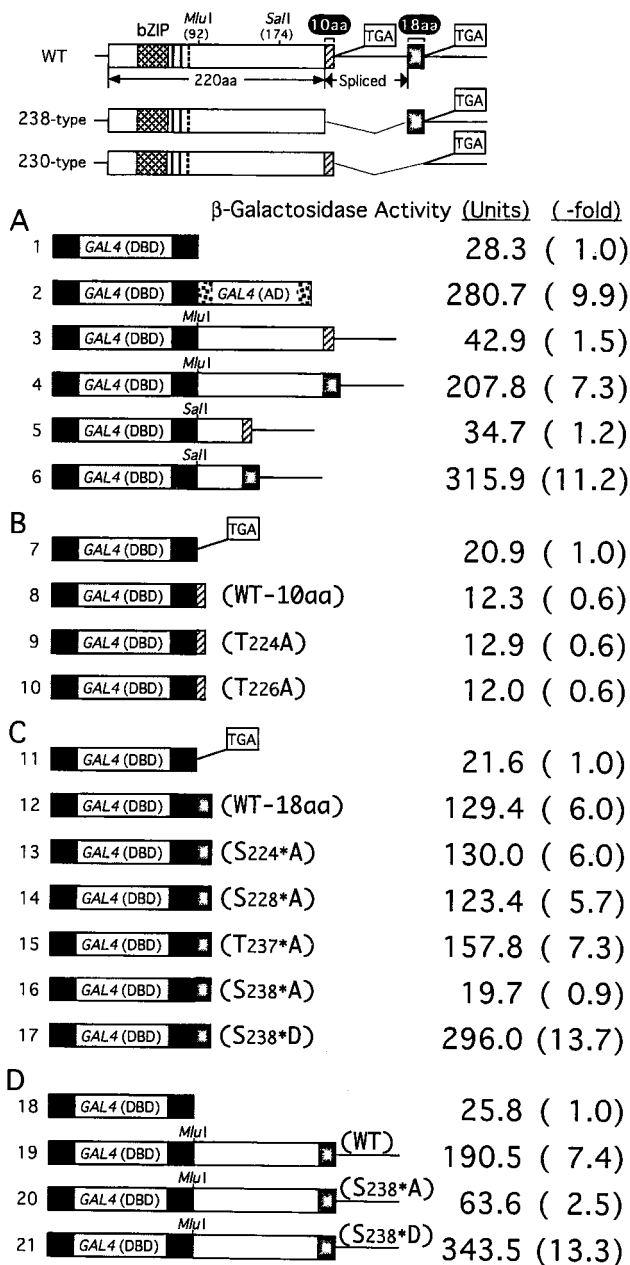 MluI SalI 10aa 18aa
bZIP (92) (174) TGA TGA
WT
220aa Spliced
TGA
238-type
TGA
230-type
β-Galactosidase Activity (Units) (-fold)
A
1 GAL4 (DBD) 28.3 ( 1.0)
2 GAL4 (DBD) GAL4 (AD) 280.7 ( 9.9)
MluI
3 GAL4 (DBD) 42.9 ( 1.5)
MluI
4 GAL4 (DBD) 207.8 ( 7.3)
SalI
5 GAL4 (DBD) 34.7 ( 1.2)
SalI
6 GAL4 (DBD) 315.9 (11.2)
B
TGA
7 GAL4 (DBD) 20.9 ( 1.0)
8 GAL4 (DBD) (WT-10aa) 12.3 ( 0.6)
9 GAL4 (DBD) (T224A) 12.9 ( 0.6)
10 GAL4 (DBD) (T226A) 12.0 ( 0.6)
C
TGA
11 GAL4 (DBD) 21.6 ( 1.0)
12 GAL4 (DBD) (WT-18aa) 129.4 ( 6.0)
13 GAL4 (DBD) (S224*A) 130.0 ( 6.0)
14 GAL4 (DBD) (S228*A) 123.4 ( 5.7)
15 GAL4 (DBD) (T237*A) 157.8 ( 7.3)
16 GAL4 (DBD) (S238*A) 19.7 ( 0.9)
17 GAL4 (DBD) (S238*D) 296.0 (13.7)
D
18 GAL4 (DBD) 25.8 ( 1.0)
MluI (WT)
19 GAL4 (DBD) 190.5 ( 7.4)
MluI (S238*A)
20 GAL4 (DBD) 63.6 ( 2.5)
MluI (S238*D)
21 GAL4 (DBD) 343.5 (13.3)